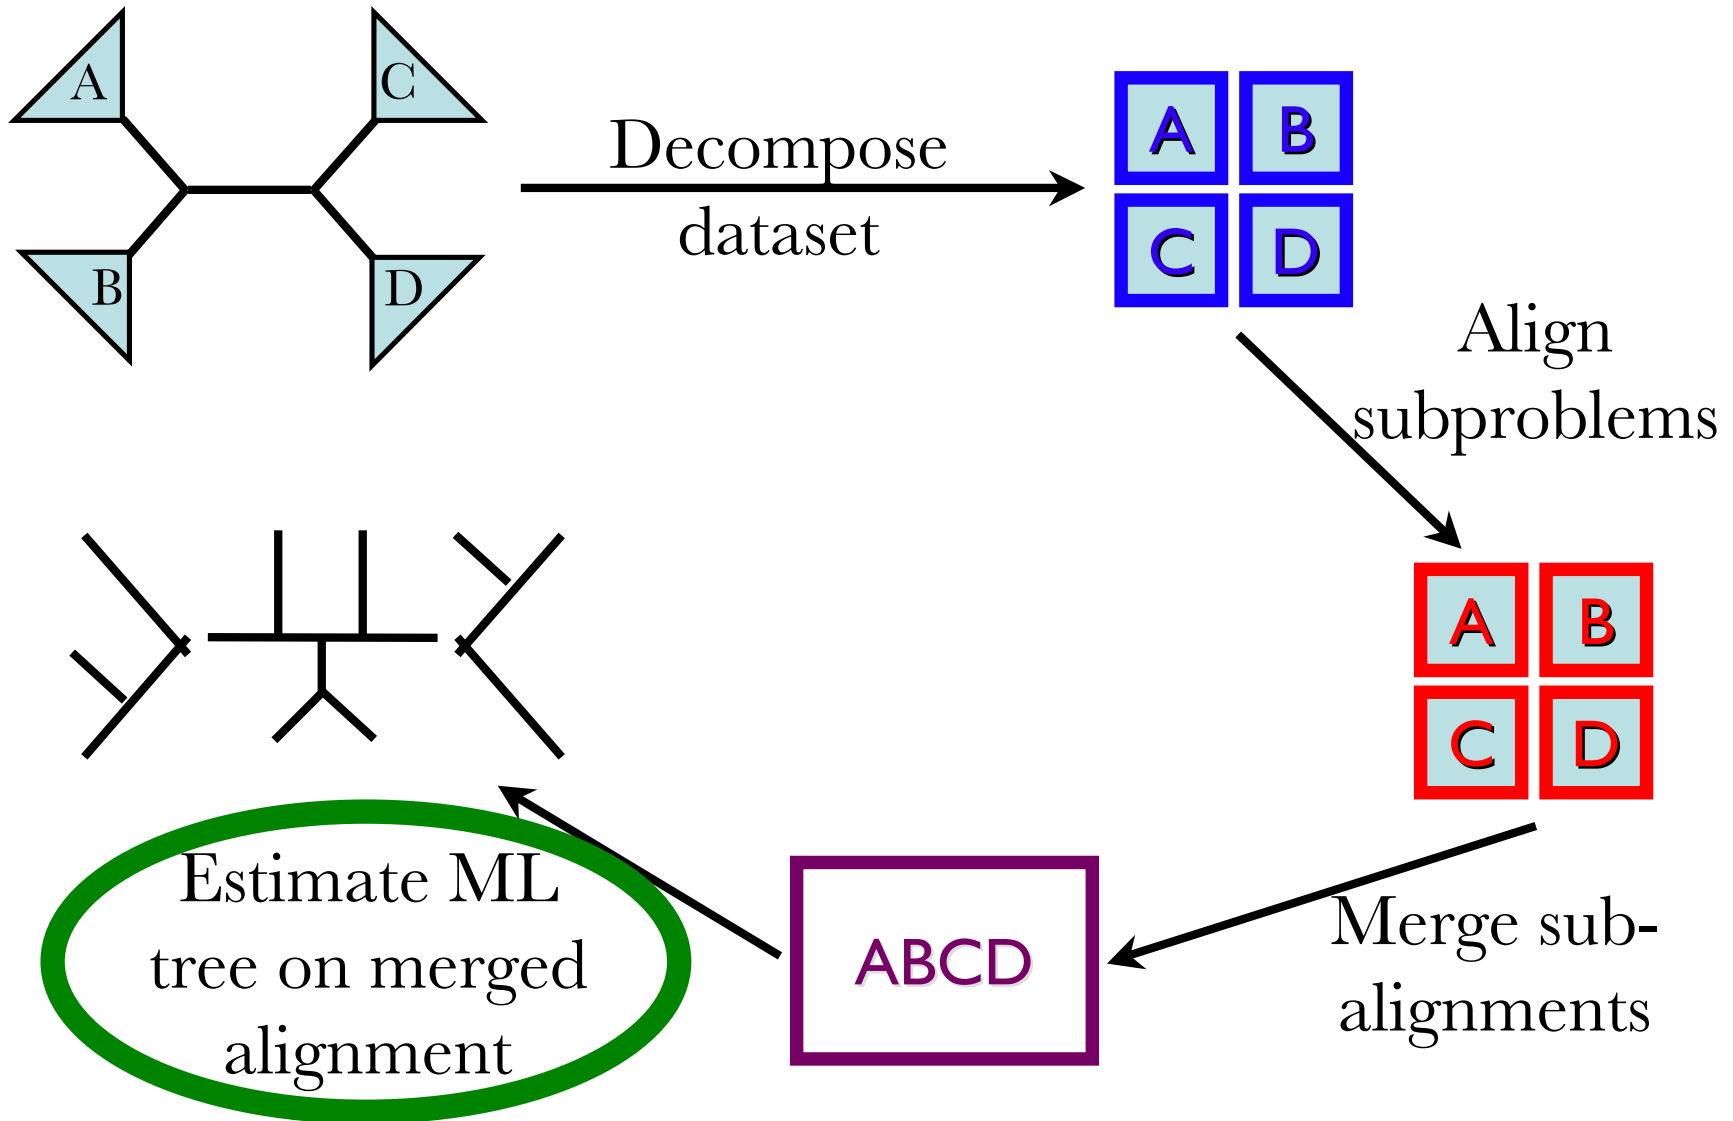 A
C
B
D
Decompose
dataset
A B
C D
Align
subproblems
A B
C D
Merge sub-
alignments
ABCD
Estimate ML
tree on merged
alignment